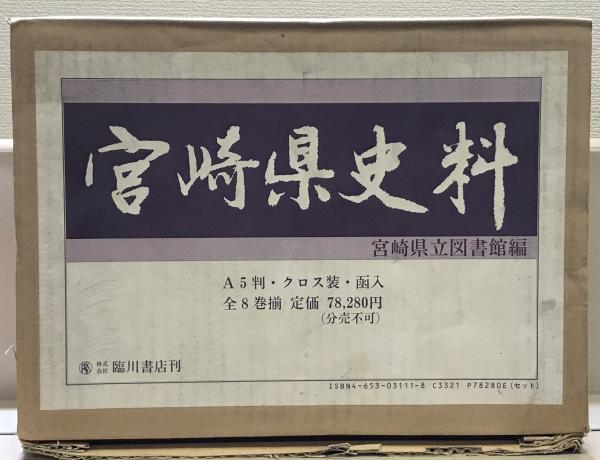 宮崎県史料
宮崎県立図書館編
A5判・クロス装・函入
全8巻揃 定価 78,280円
(分売不可)
株式会社 臨川書店刊
ISBN4-653-03111-8 C3321 P78280E(セット)